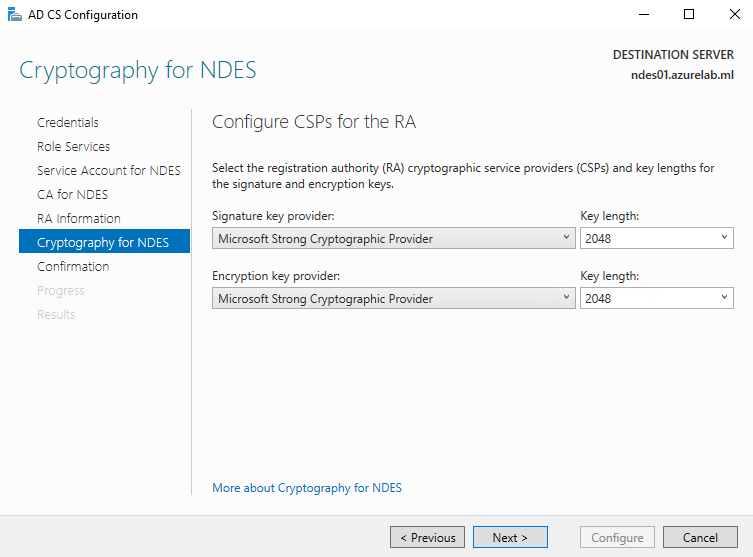 AD CS Configuration
Cryptography for NDES
DESTINATION SERVER
ndes01.azurelab.ml
Credentials
Role Services
Service Account for NDES
CA for NDES
RA Information
Cryptography for NDES
Confirmation
Progress
Results
Configure CSPs for the RA
Select the registration authority (RA) cryptographic service providers (CSPs) and key lengths for
the signature and encryption keys.
Signature key provider:
Key length:
Microsoft Strong Cryptographic Provider
2048
Encryption key provider:
Key length:
Microsoft Strong Cryptographic Provider
2048
More about Cryptography for NDES
< Previous
Next >
Configure
Cancel